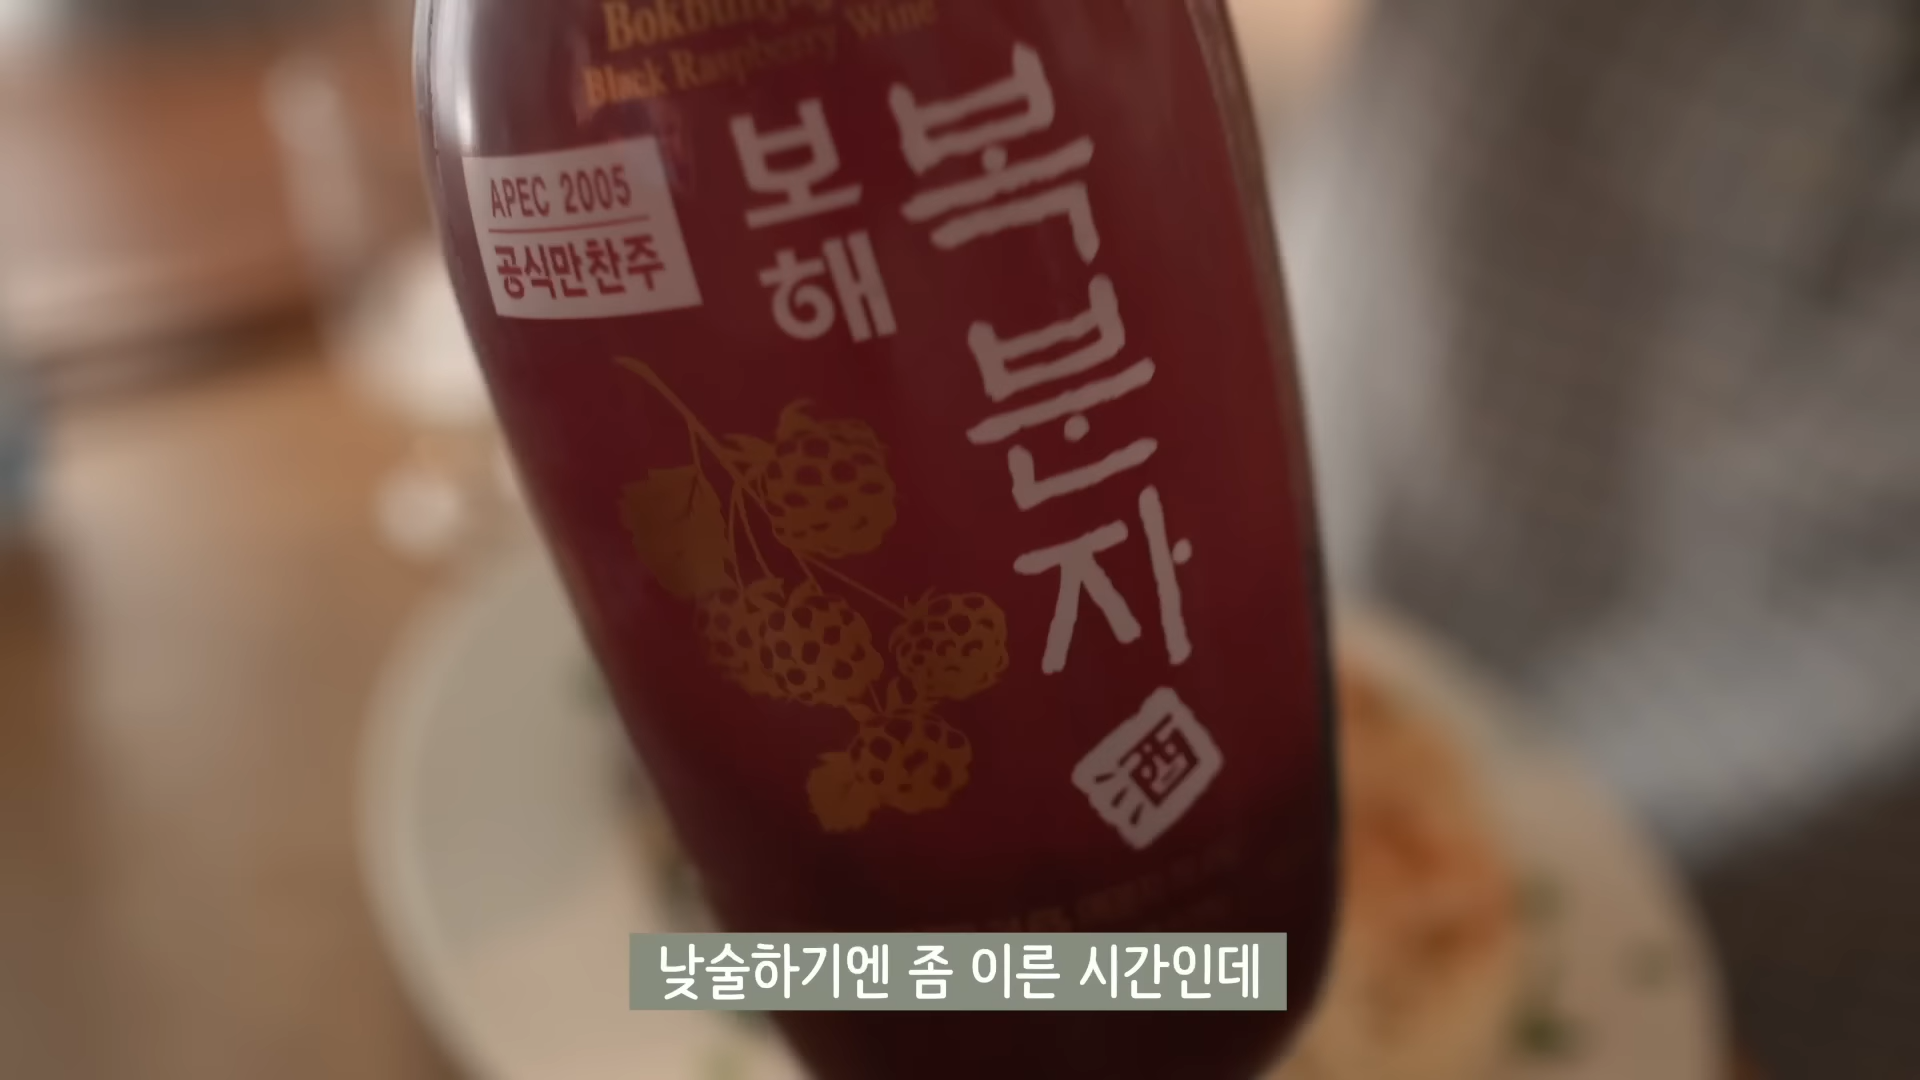 Black Raspberry Wine
APEC 2005
공식만찬주
보해
복분자
酒
낮술하기엔 좀 이른 시간인데